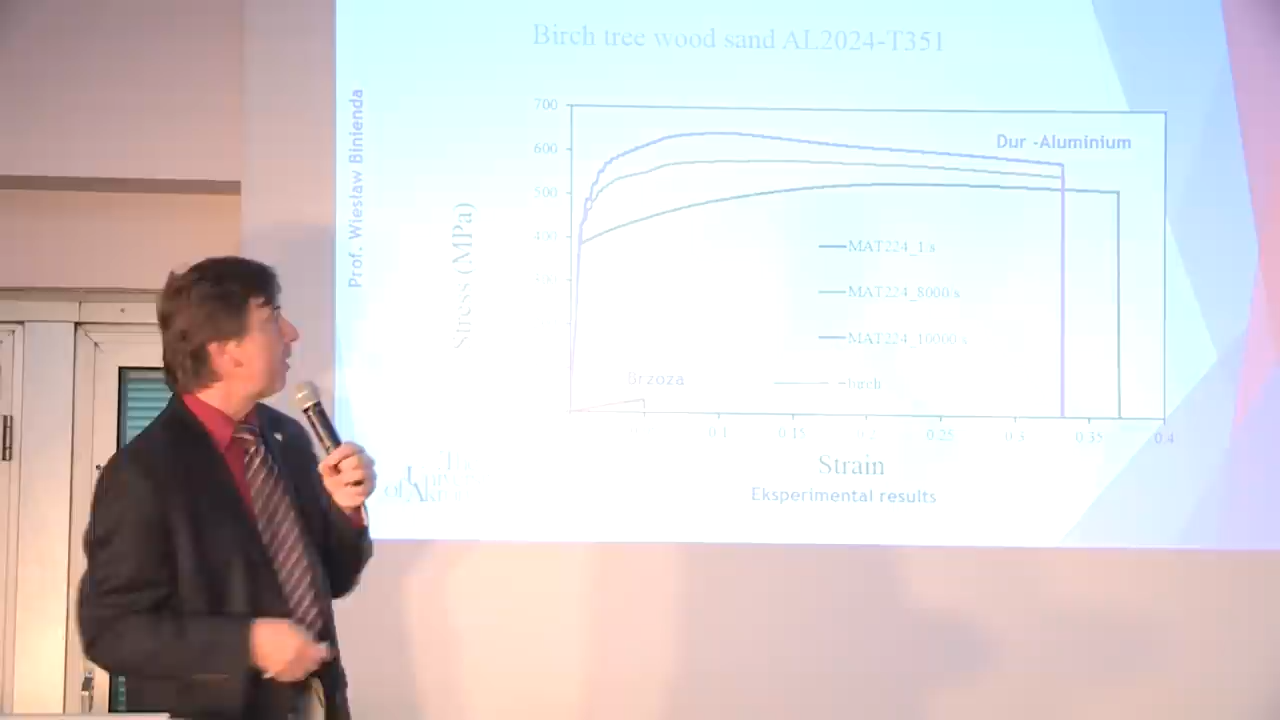 Birch tree wood sand AL2024-T351
Prof. Wiesław Binienda
Stress (MPa)
700
600
500
400
Dur -Aluminium
MAT224_1 s
MAT224_8000 s
MAT224_10000 s
birch
Brzoza
0.1
0.15
0.2
0.25
0.3
0.35
0.4
Strain
Eksperimental results